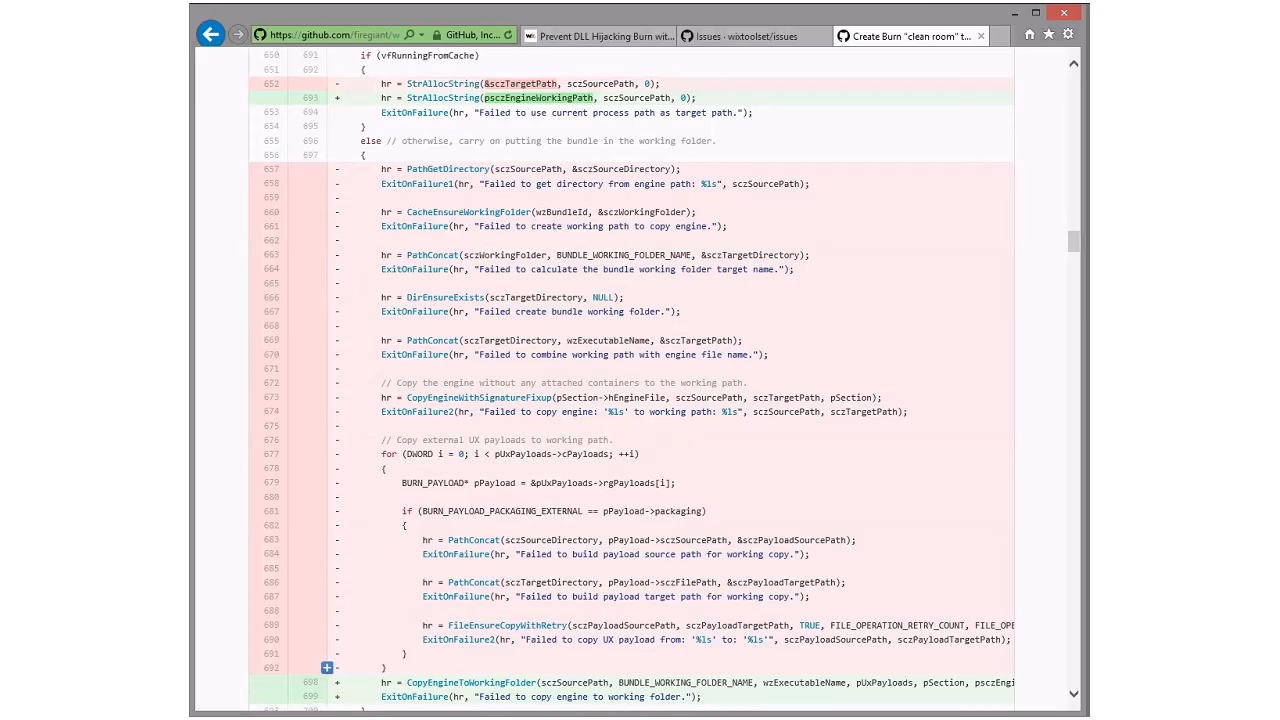 https://github.com/firegiant/w
GitHub, Inc...
Prevent DLL Hijacking Burn wit...
Issues · wixtoolset/issues
Create Burn "clean room" t...
650 691 if (vfRunningFromCache)
651 692 {
652 - hr = StrAllocString(&sczTargetPath, sczSourcePath, 0);
693 + hr = StrAllocString(psczEngineWorkingPath, sczSourcePath, 0);
653 694 ExitOnFailure(hr, "Failed to use current process path as target path.");
654 695 }
655 696 else // otherwise, carry on putting the bundle in the working folder.
656 697 {
657 - hr = PathGetDirectory(sczSourcePath, &sczSourceDirectory);
658 - ExitOnFailure1(hr, "Failed to get directory from engine path: %ls", sczSourcePath);
659 -
660 - hr = CacheEnsureWorkingFolder(wzBundleId, &sczWorkingFolder);
661 - ExitOnFailure(hr, "Failed to create working path to copy engine.");
662 -
663 - hr = PathConcat(sczWorkingFolder, BUNDLE_WORKING_FOLDER_NAME, &sczTargetDirectory);
664 - ExitOnFailure(hr, "Failed to calculate the bundle working folder target name.");
665 -
666 - hr = DirEnsureExists(sczTargetDirectory, NULL);
667 - ExitOnFailure(hr, "Failed create bundle working folder.");
668 -
669 - hr = PathConcat(sczTargetDirectory, wzExecutableName, &sczTargetPath);
670 - ExitOnFailure(hr, "Failed to combine working path with engine file name.");
671 -
672 - // Copy the engine without any attached containers to the working path.
673 - hr = CopyEngineWithSignatureFixup(pSection->hEngineFile, sczSourcePath, sczTargetPath, pSection);
674 - ExitOnFailure2(hr, "Failed to copy engine: '%ls' to working path: %ls", sczSourcePath, sczTargetPath);
675 -
676 - // Copy external UX payloads to working path.
677 - for (DWORD i = 0; i < pUxPayloads->cPayloads; ++i)
678 - {
679 - BURN_PAYLOAD* pPayload = &pUxPayloads->rgPayloads[i];
680 -
681 - if (BURN_PAYLOAD_PACKAGING_EXTERNAL == pPayload->packaging)
682 - {
683 - hr = PathConcat(sczSourceDirectory, pPayload->sczSourcePath, &sczPayloadSourcePath);
684 - ExitOnFailure(hr, "Failed to build payload source path for working copy.");
685 -
686 - hr = PathConcat(sczTargetDirectory, pPayload->sczFilePath, &sczPayloadTargetPath);
687 - ExitOnFailure(hr, "Failed to build payload target path for working copy.");
688 -
689 - hr = FileEnsureCopyWithRetry(sczPayloadSourcePath, sczPayloadTargetPath, TRUE, FILE_OPERATION_RETRY_COUNT, FILE_OPE
690 - ExitOnFailure2(hr, "Failed to copy UX payload from: '%ls' to: '%ls'", sczPayloadSourcePath, sczPayloadTargetPath);
691 - }
692 - }
698 + hr = CopyEngineToWorkingFolder(sczSourcePath, BUNDLE_WORKING_FOLDER_NAME, wzExecutableName, pUxPayloads, pSection, psczEngi
699 + ExitOnFailure(hr, "Failed to copy engine to working folder.");